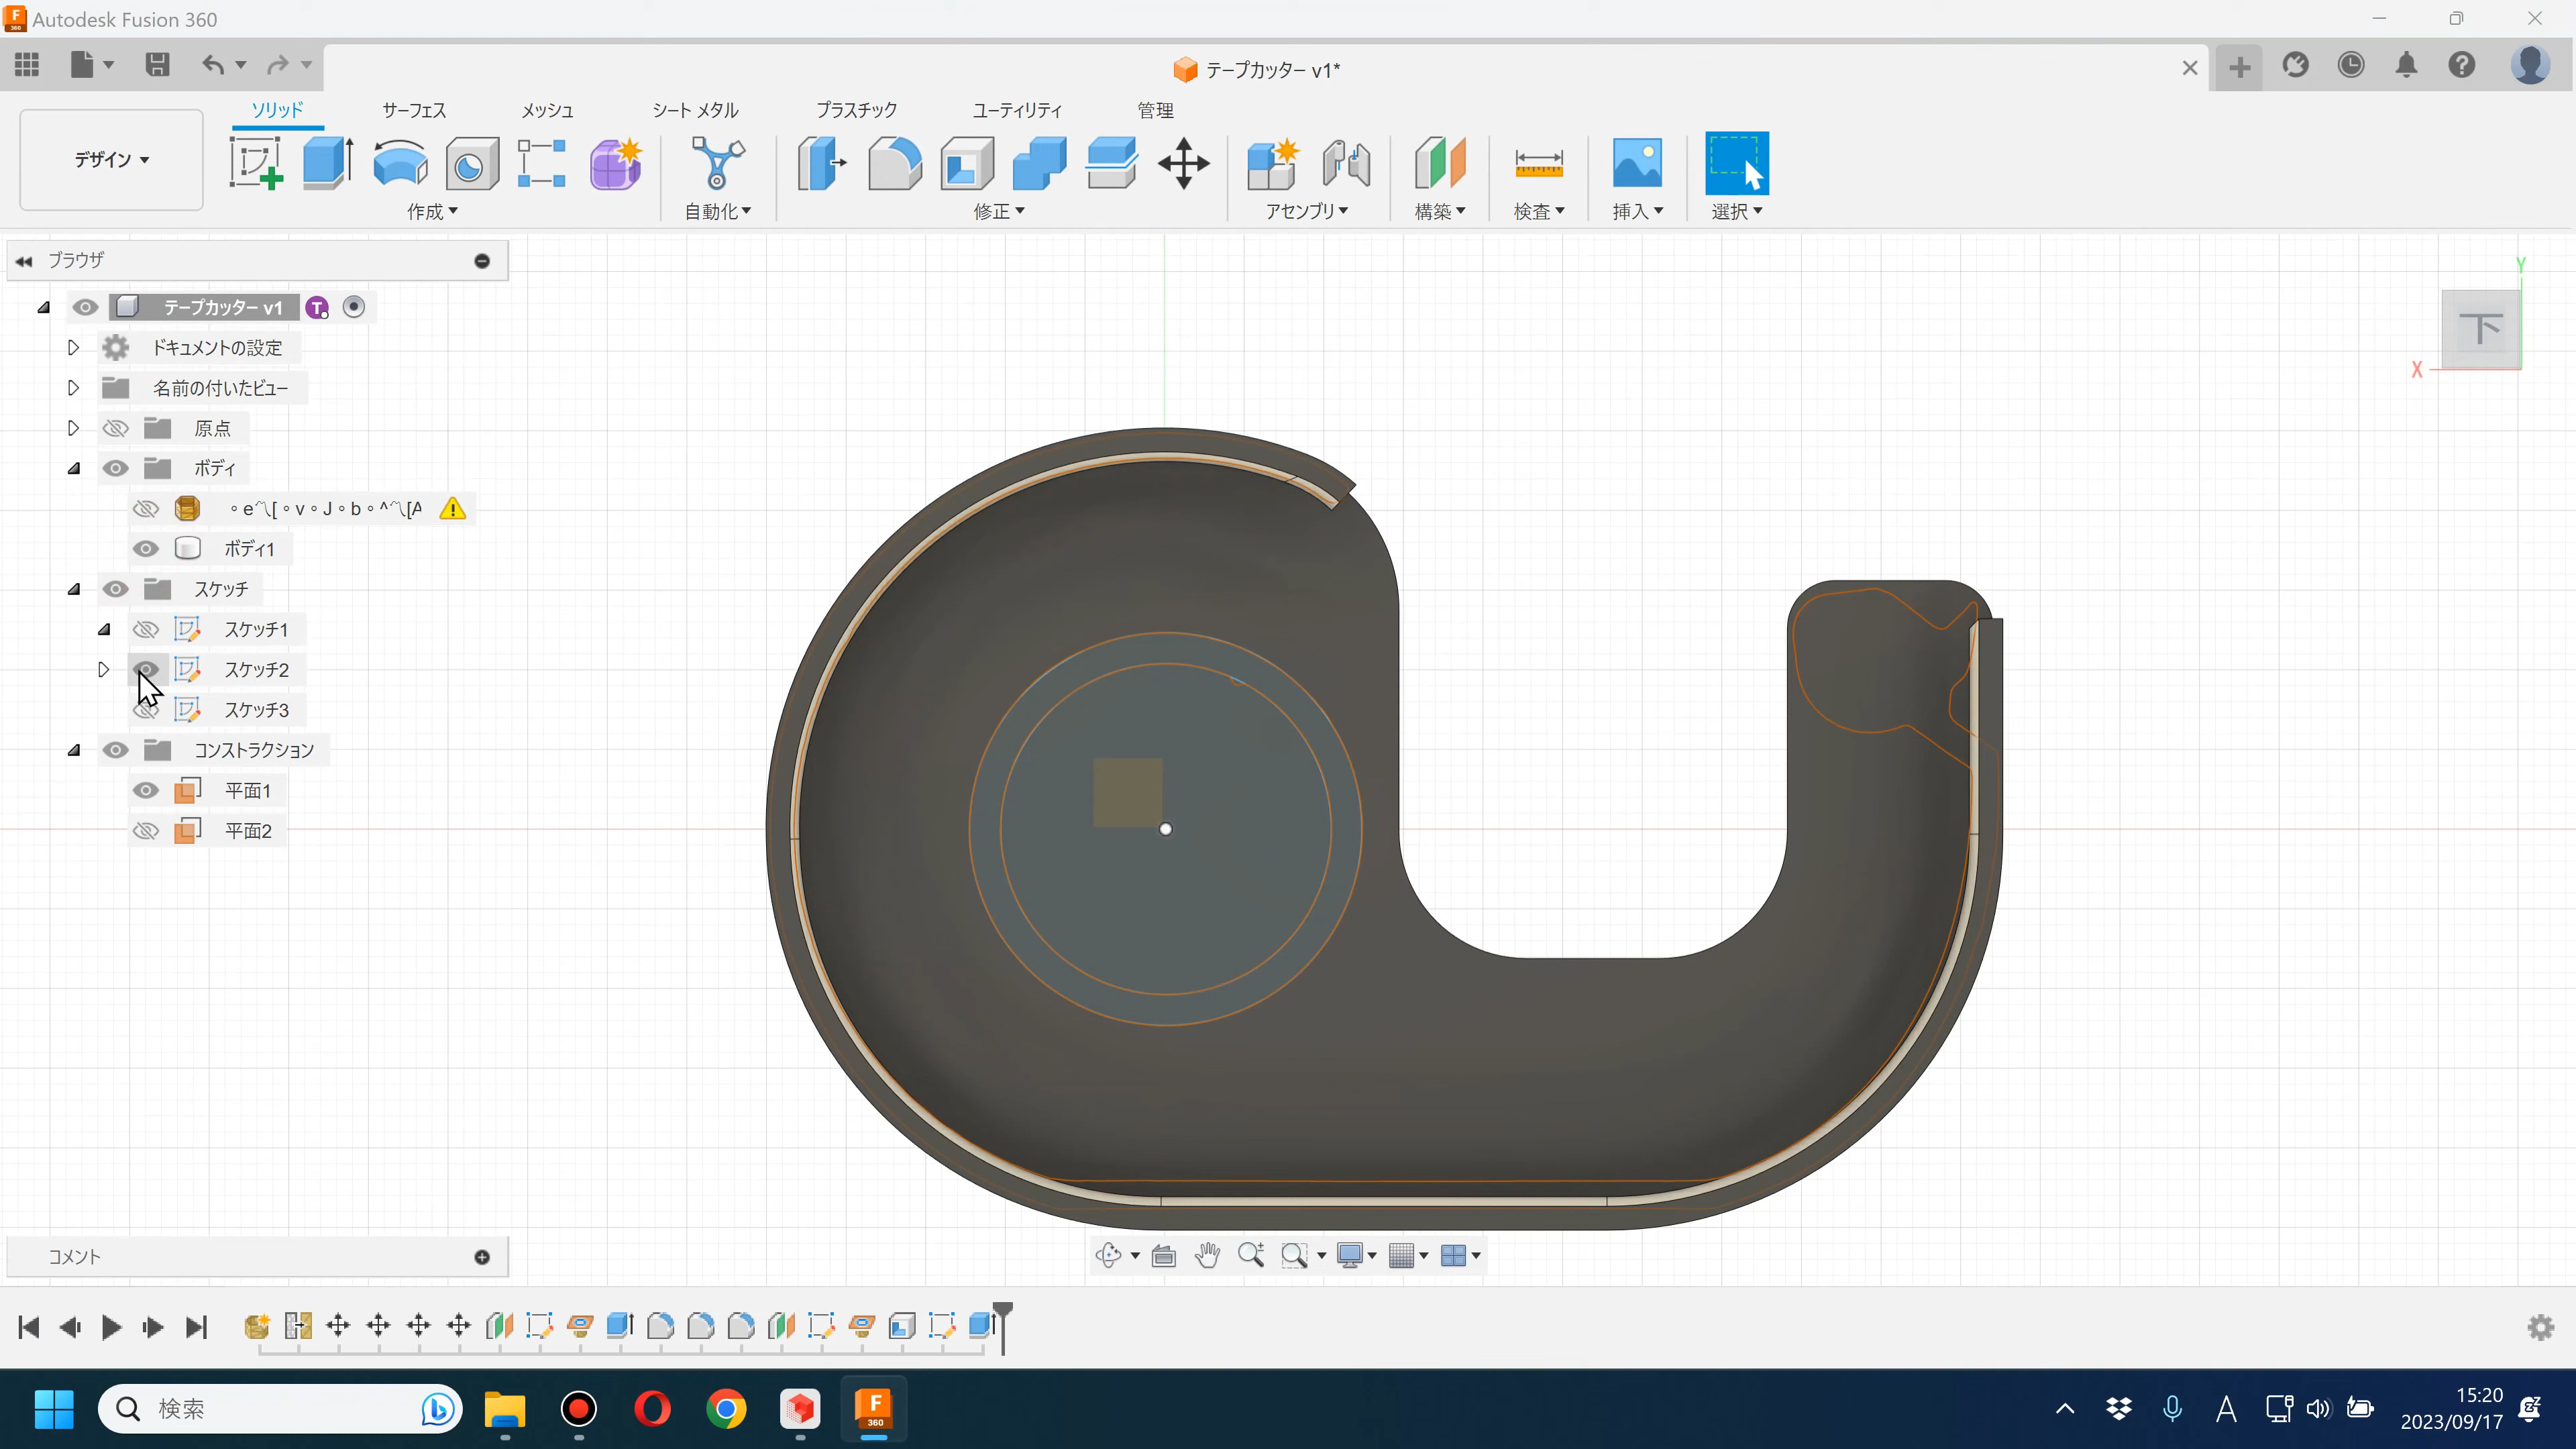 Autodesk Fusion 360
テープカッター v1*
ソリッド サーフェス メッシュ シート メタル プラスチック ユーティリティ 管理
デザイン
作成 自動化 修正 アセンブリ 構築 検査 挿入 選択
ブラウザ
テープカッター v1
ドキュメントの設定
名前の付いたビュー
原点
ボディ
ボディ1
スケッチ
スケッチ1
スケッチ2
スケッチ3
コンストラクション
平面1
平面2
Y
下
X
コメント
検索
F
360
A
15:20
2023/09/17